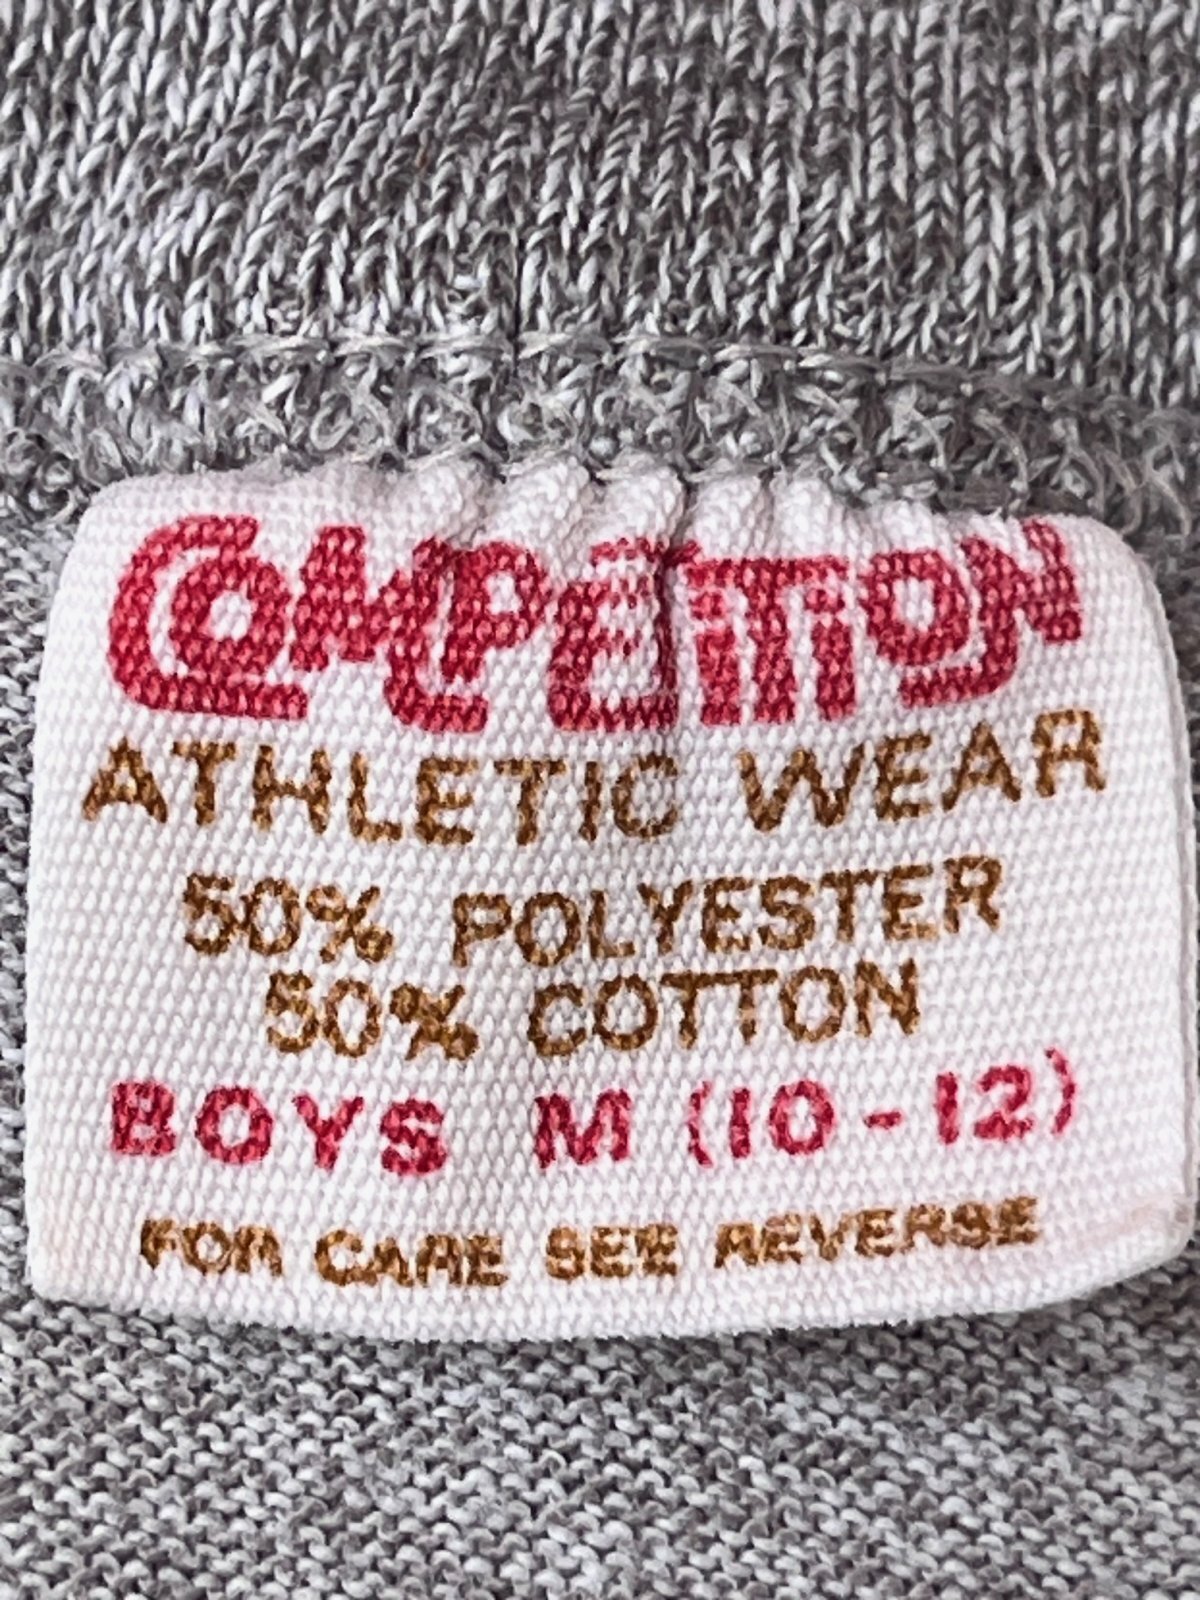 COMPETITION
ATHLETIC WEAR
50% POLYESTER
50% COTTON
BOYS M (10-12)
FOR CARE SEE REVERSE